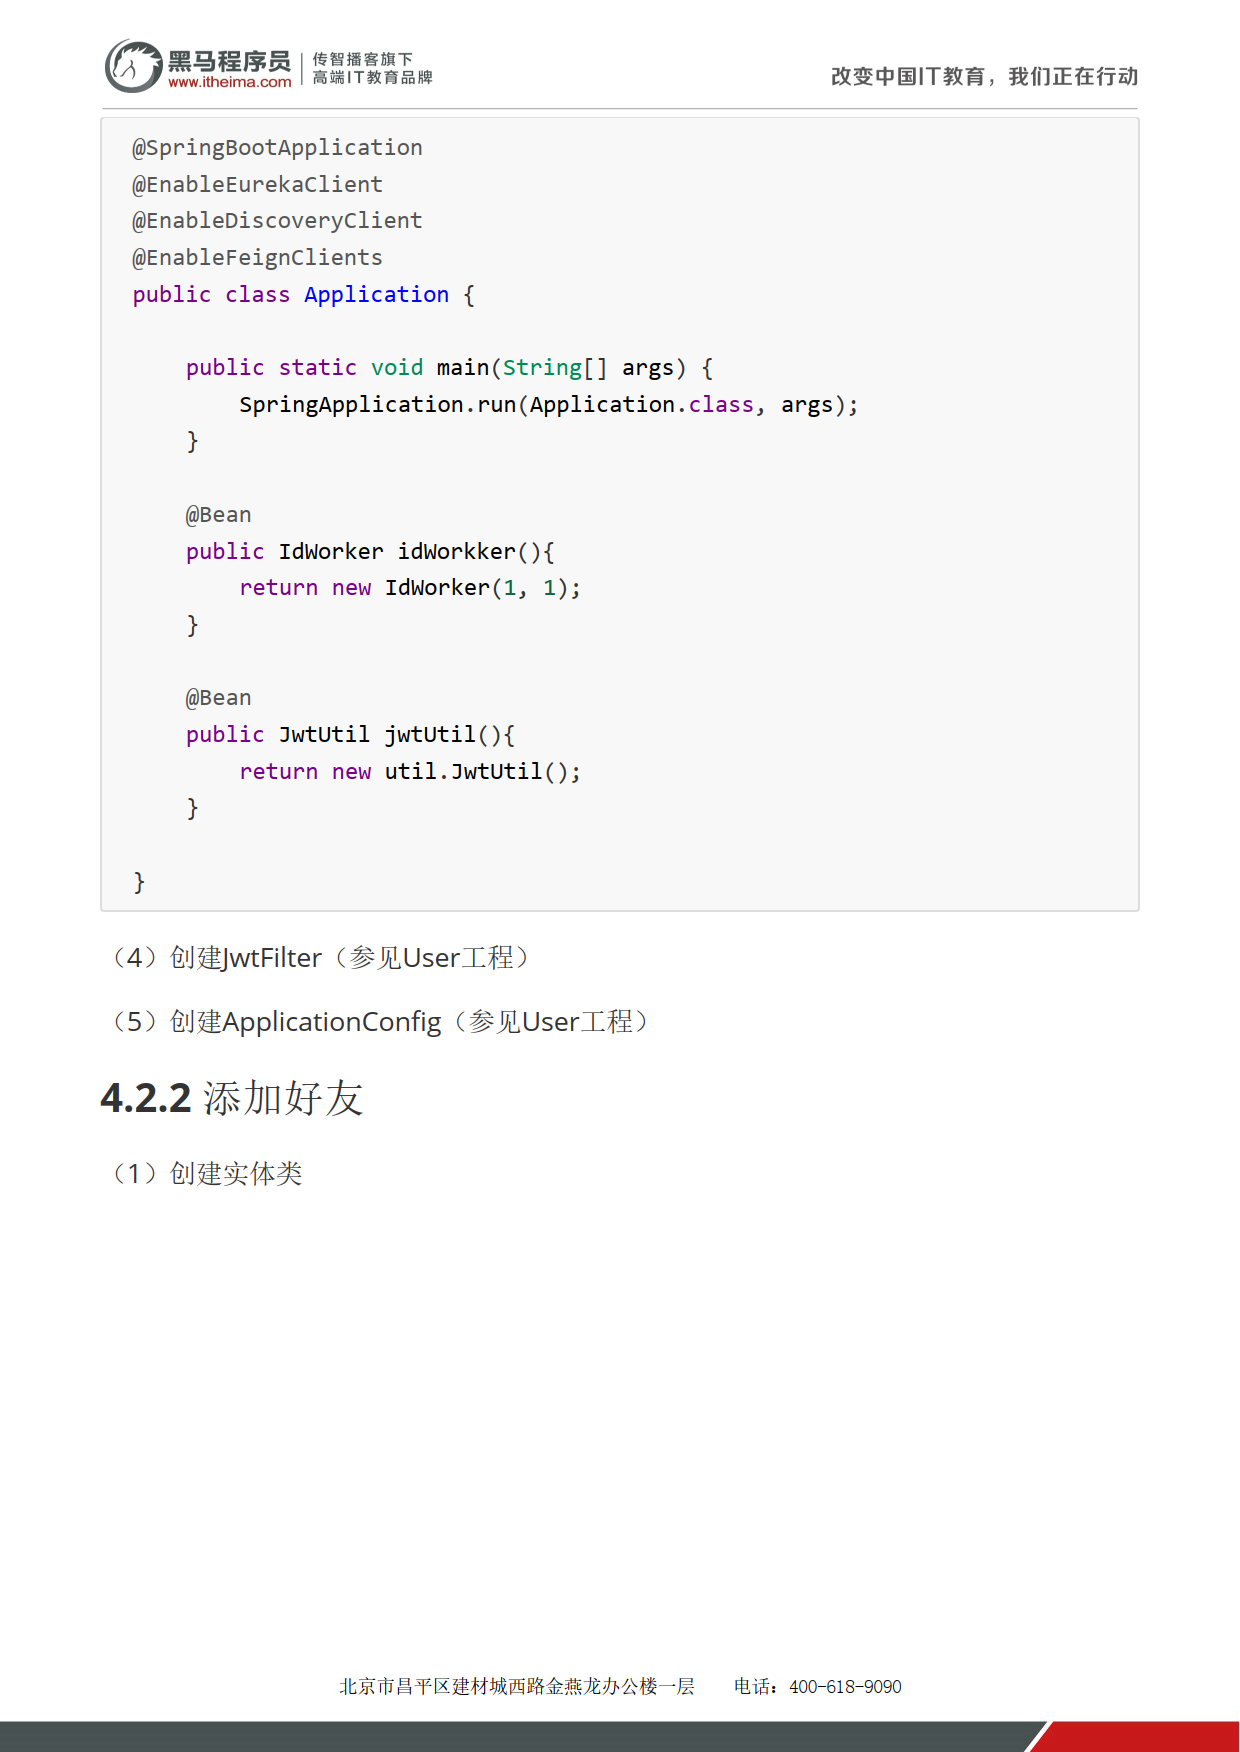 黑马程序员
www.itheima.com
传智播客旗下
高端IT教育品牌
改变中国IT教育，我们正在行动
@SpringBootApplication
@EnableEurekaClient
@EnableDiscoveryClient
@EnableFeignClients
public class Application {
    public static void main(String[] args) {
        SpringApplication.run(Application.class, args);
    }
    @Bean
    public IdWorker idWorkker(){
        return new IdWorker(1, 1);
    }
    @Bean
    public JwtUtil jwtUtil(){
        return new util.JwtUtil();
    }
}
（4）创建JwtFilter（参见User工程）
（5）创建ApplicationConfig（参见User工程）
4.2.2 添加好友
（1）创建实体类
北京市昌平区建材城西路金燕龙办公楼一层 电话：400-618-9090